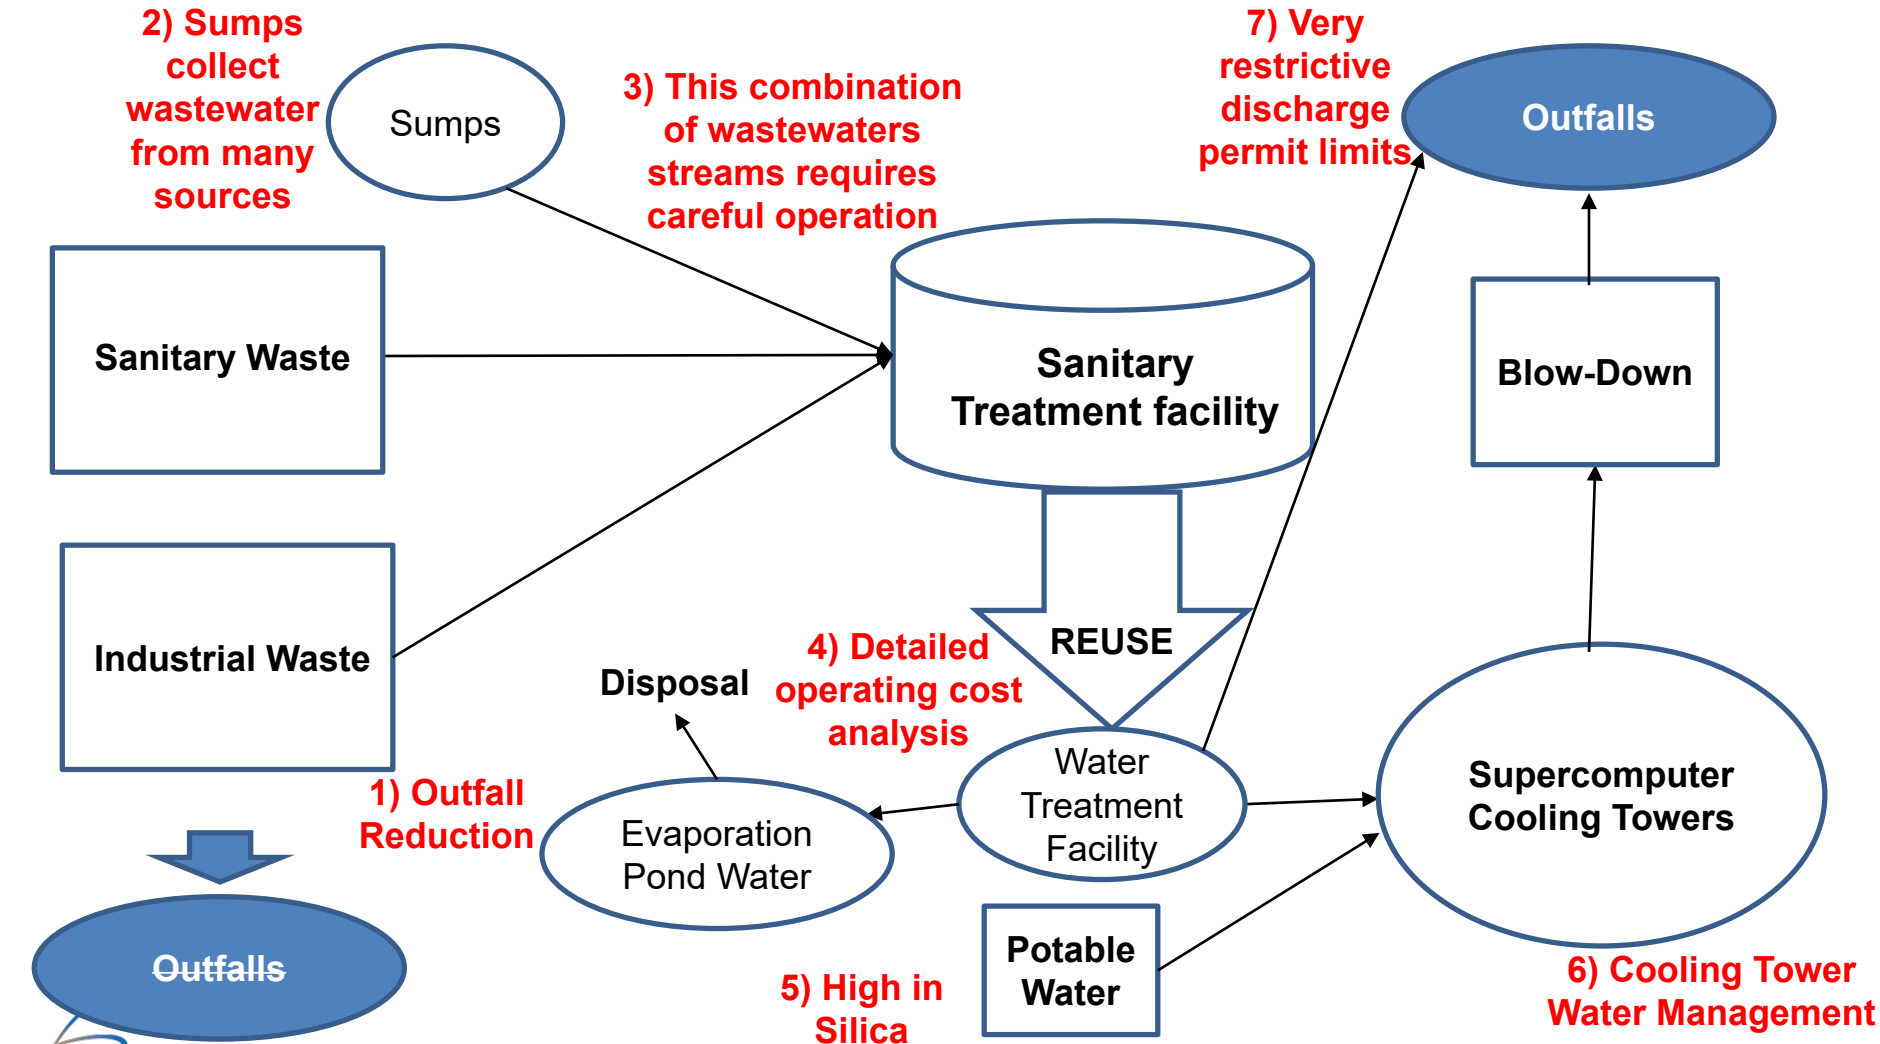 2) Sumps
collect
wastewater
from many
sources
Sumps
3) This combination
of wastewaters
streams requires
careful operation
7) Very
restrictive
discharge
permit limits
Outfalls
Sanitary Waste
Sanitary
Treatment facility
Blow-Down
Industrial Waste
REUSE
4) Detailed
operating cost
analysis
Disposal
1) Outfall
Reduction
Evaporation
Pond Water
Water
Treatment
Facility
Supercomputer
Cooling Towers
Outfalls
5) High in
Silica
Potable
Water
6) Cooling Tower
Water Management